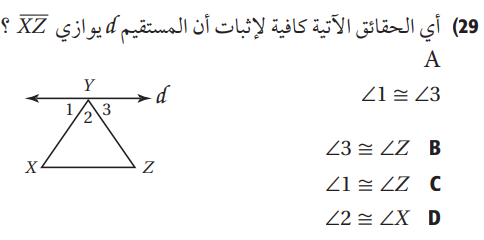 29) أي الحقائق الآتية كافية لإثبات أن المستقيم d يوازي XZ ؟
A
∠1 ≅ ∠3
B ∠3 ≅ ∠Z
C ∠1 ≅ ∠Z
D ∠2 ≅ ∠X
Y
d
1 2 3
X Z